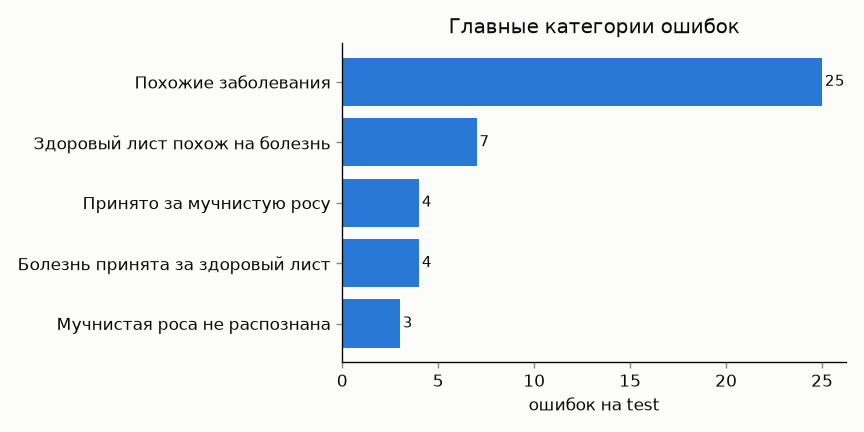 Главные категории ошибок
Похожие заболевания
25
Здоровый лист похож на болезнь
7
Принято за мучнистую росу
4
Болезнь принята за здоровый лист
4
Мучнистая роса не распознана
3
0 5 10 15 20 25
ошибок на test